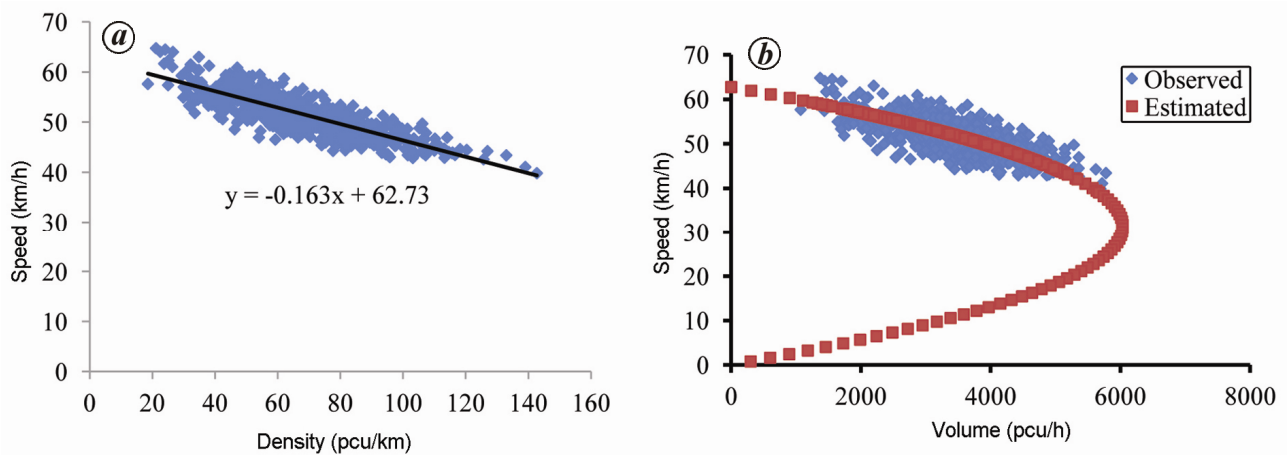 a
70
60
50
40
30
20
10
0
Speed (km/h)
y = -0.163x + 62.73
0 20 40 60 80 100 120 140 160
Density (pcu/km)
b
70
60
50
40
30
20
10
0
Speed (km/h)
Observed
Estimated
0 2000 4000 6000 8000
Volume (pcu/h)